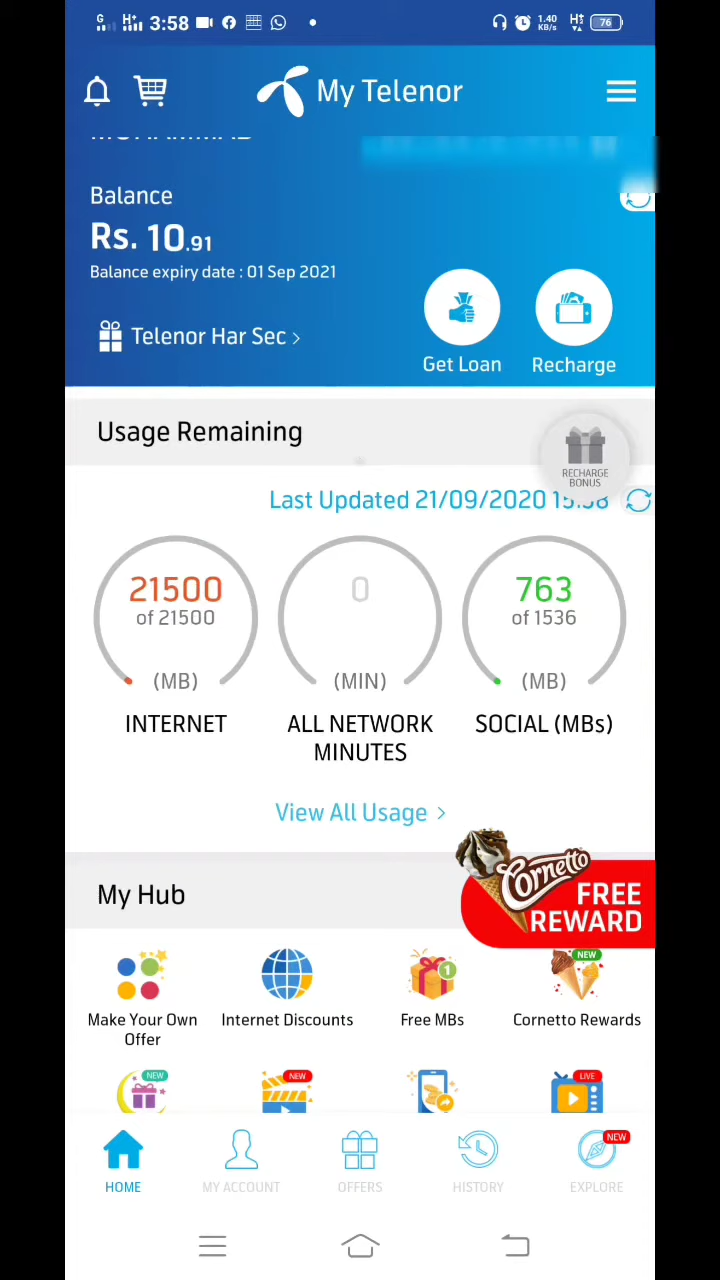 G H+ 3:58 1.40 KB/s H‡ 76
My Telenor
Balance
Rs. 10.91
Balance expiry date : 01 Sep 2021
Telenor Har Sec >
Get Loan Recharge
Usage Remaining
RECHARGE
BONUS
Last Updated 21/09/2020 15:58
21500
of 21500
(MB)
INTERNET
0
(MIN)
ALL NETWORK
MINUTES
763
of 1536
(MB)
SOCIAL (MBs)
View All Usage >
My Hub
Cornetto
FREE
REWARD
Make Your Own
Offer
Internet Discounts
1
Free MBs
NEW
Cornetto Rewards
NEW
NEW
LIVE
HOME
MY ACCOUNT
OFFERS
HISTORY
NEW
EXPLORE